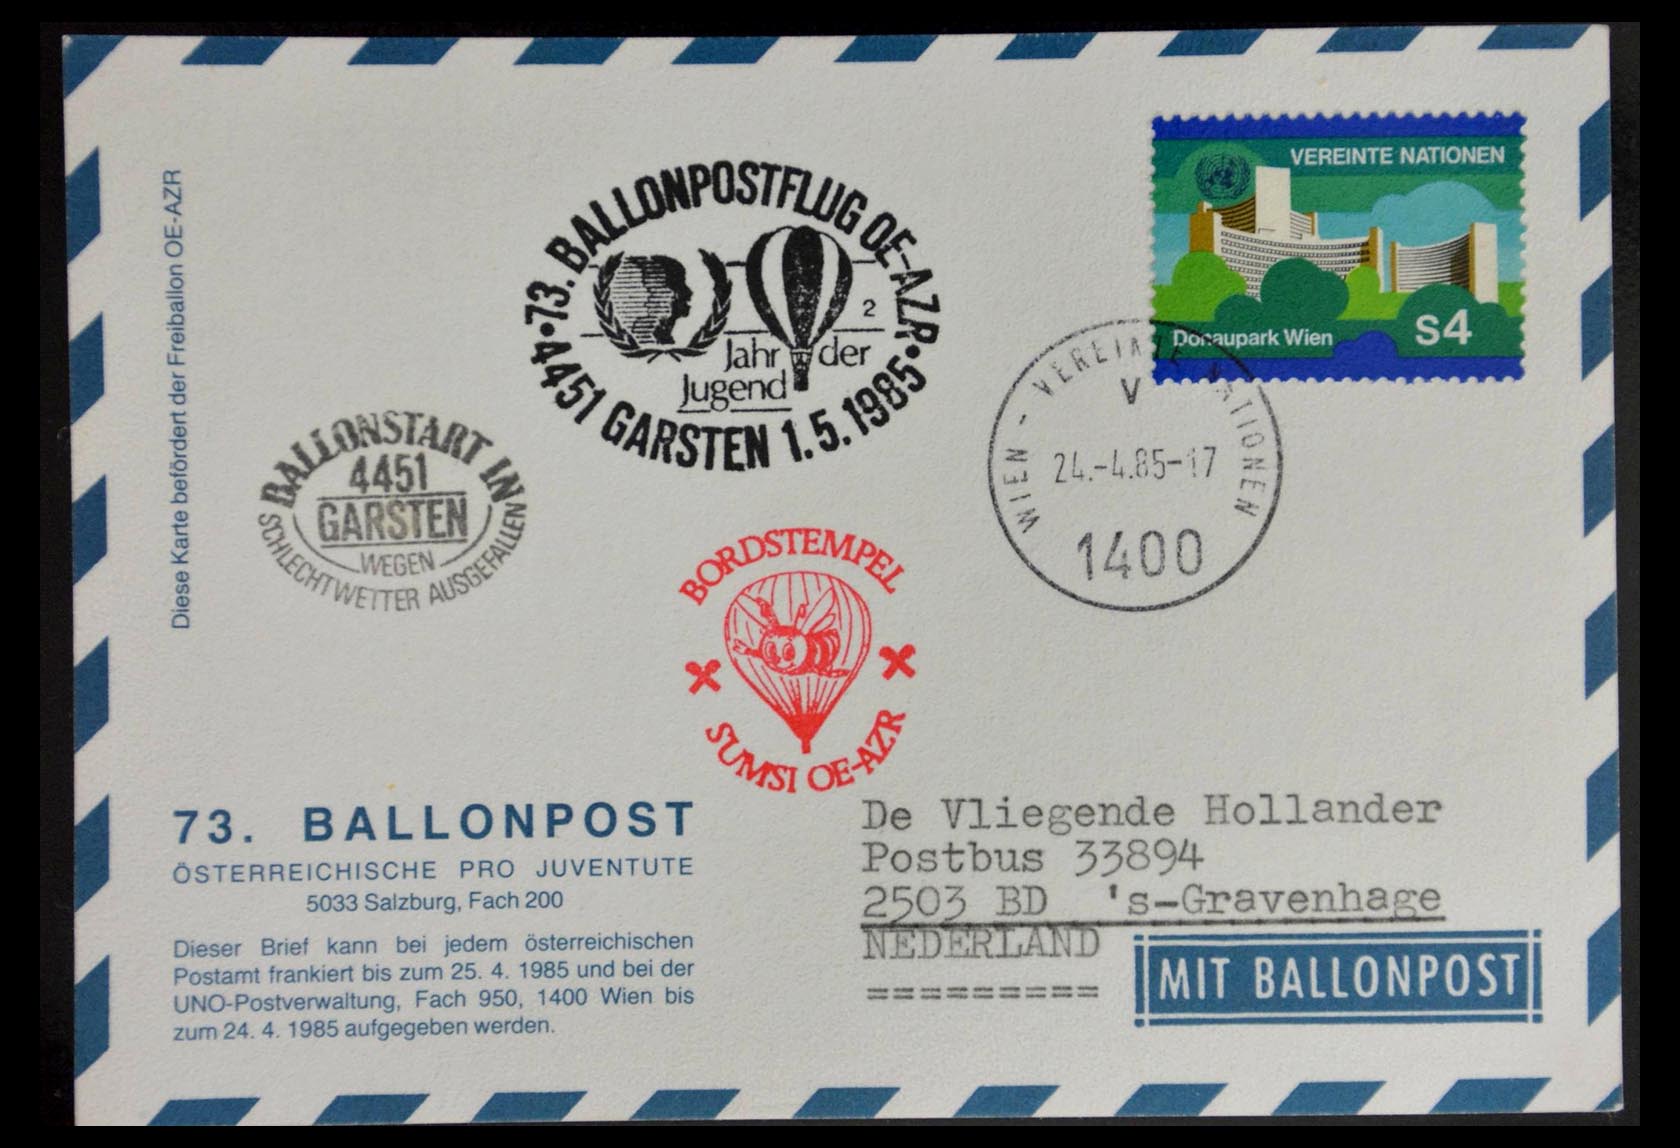 Diese Karte befördert der Freiballon OE-AZR
• 73. BALLONPOSTFLUG OE-AZR •
2
Jahr der
Jugend
4451 GARSTEN 1.5.1985
VEREINTE NATIONEN
Donaupark Wien
S4
WIEN - VEREINTE NATIONEN
V
24.-4.85-17
1400
BALLONSTART IN
4451
GARSTEN
WEGEN
SCHLECHTWETTER AUSGEFALLEN
BORDSTEMPEL
SUMSI OE-AZR
73. BALLONPOST
ÖSTERREICHISCHE PRO JUVENTUTE
5033 Salzburg, Fach 200
Dieser Brief kann bei jedem österreichischen
Postamt frankiert bis zum 25. 4. 1985 und bei der
UNO-Postverwaltung, Fach 950, 1400 Wien bis
zum 24. 4. 1985 aufgegeben werden.
De Vliegende Hollander
Postbus 33894
2503 BD 's-Gravenhage
NEDERLAND
=========
MIT BALLONPOST